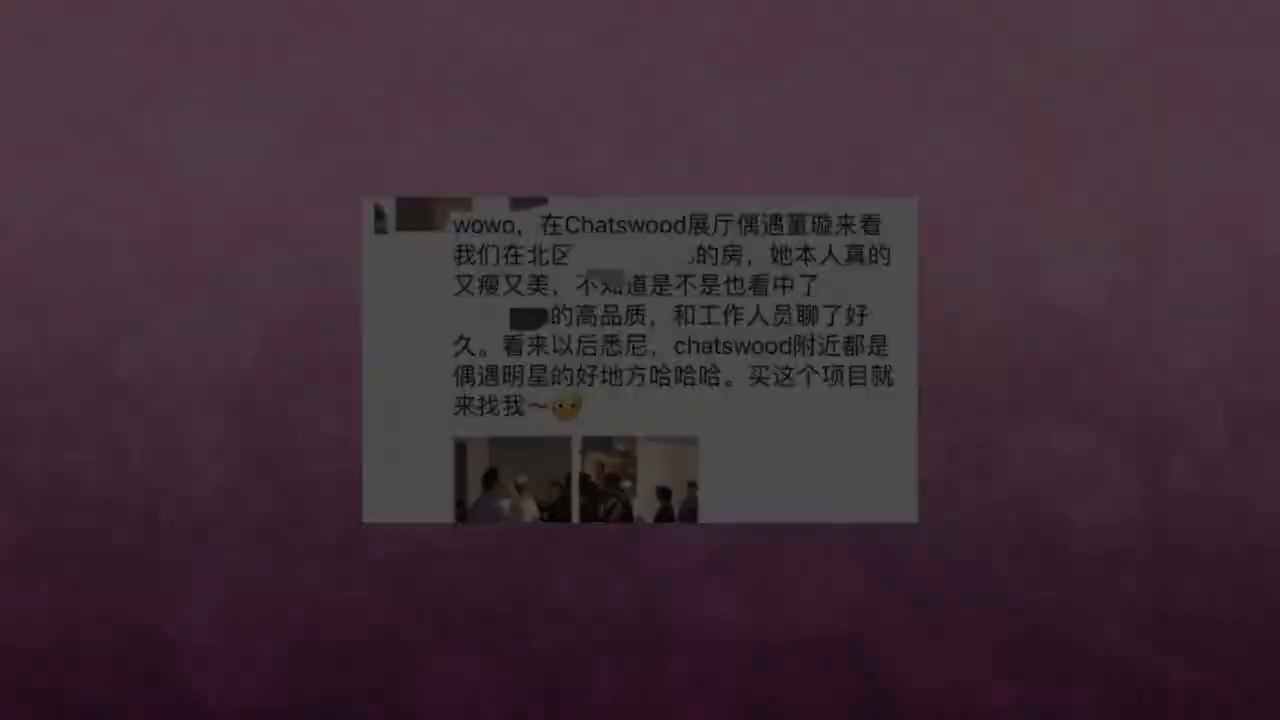 wowo，在Chatswood展厅偶遇董璇来看
我们在北区 的房，她本人真的
又瘦又美，不知道是不是也看中了
的高品质，和工作人员聊了好
久。看来以后悉尼，chatswood附近都是
偶遇明星的好地方哈哈哈。买这个项目就
来找我～